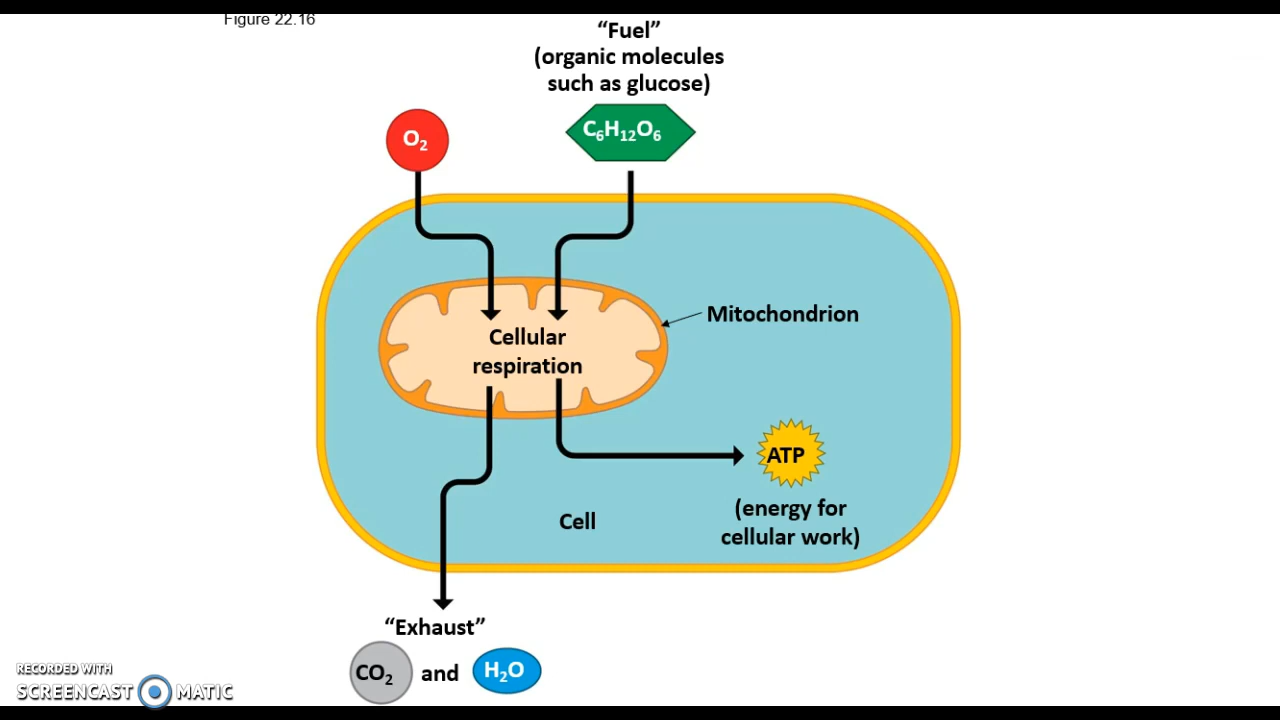 Figure 22.16
“Fuel”
(organic molecules
such as glucose)
O₂
C₆H₁₂O₆
Mitochondrion
Cellular
respiration
ATP
(energy for
cellular work)
Cell
“Exhaust”
CO₂ and H₂O
RECORDED WITH
SCREENCAST MATIC